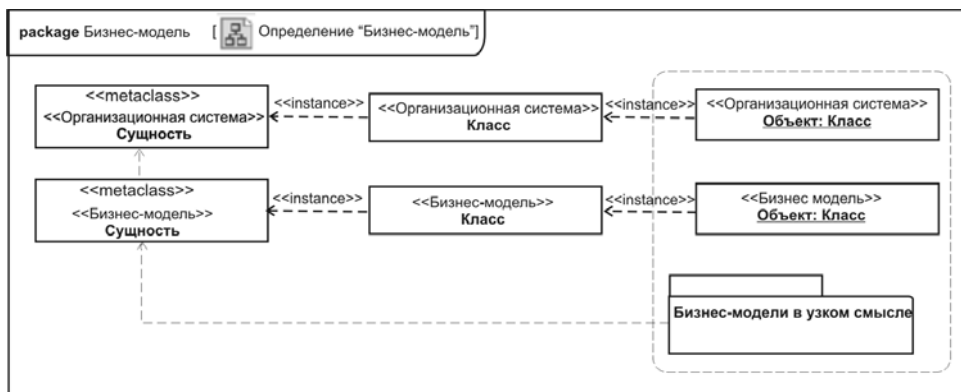 package Бизнес-модель [ Определение “Бизнес-модель”]
<<metaclass>>
<<Организационная система>>
Сущность
<<instance>>
<<Организационная система>>
Класс
<<instance>>
<<Организационная система>>
Объект: Класс
<<metaclass>>
<<Бизнес-модель>>
Сущность
<<instance>>
<<Бизнес-модель>>
Класс
<<instance>>
<<Бизнес модель>>
Объект: Класс
Бизнес-модели в узком смысле